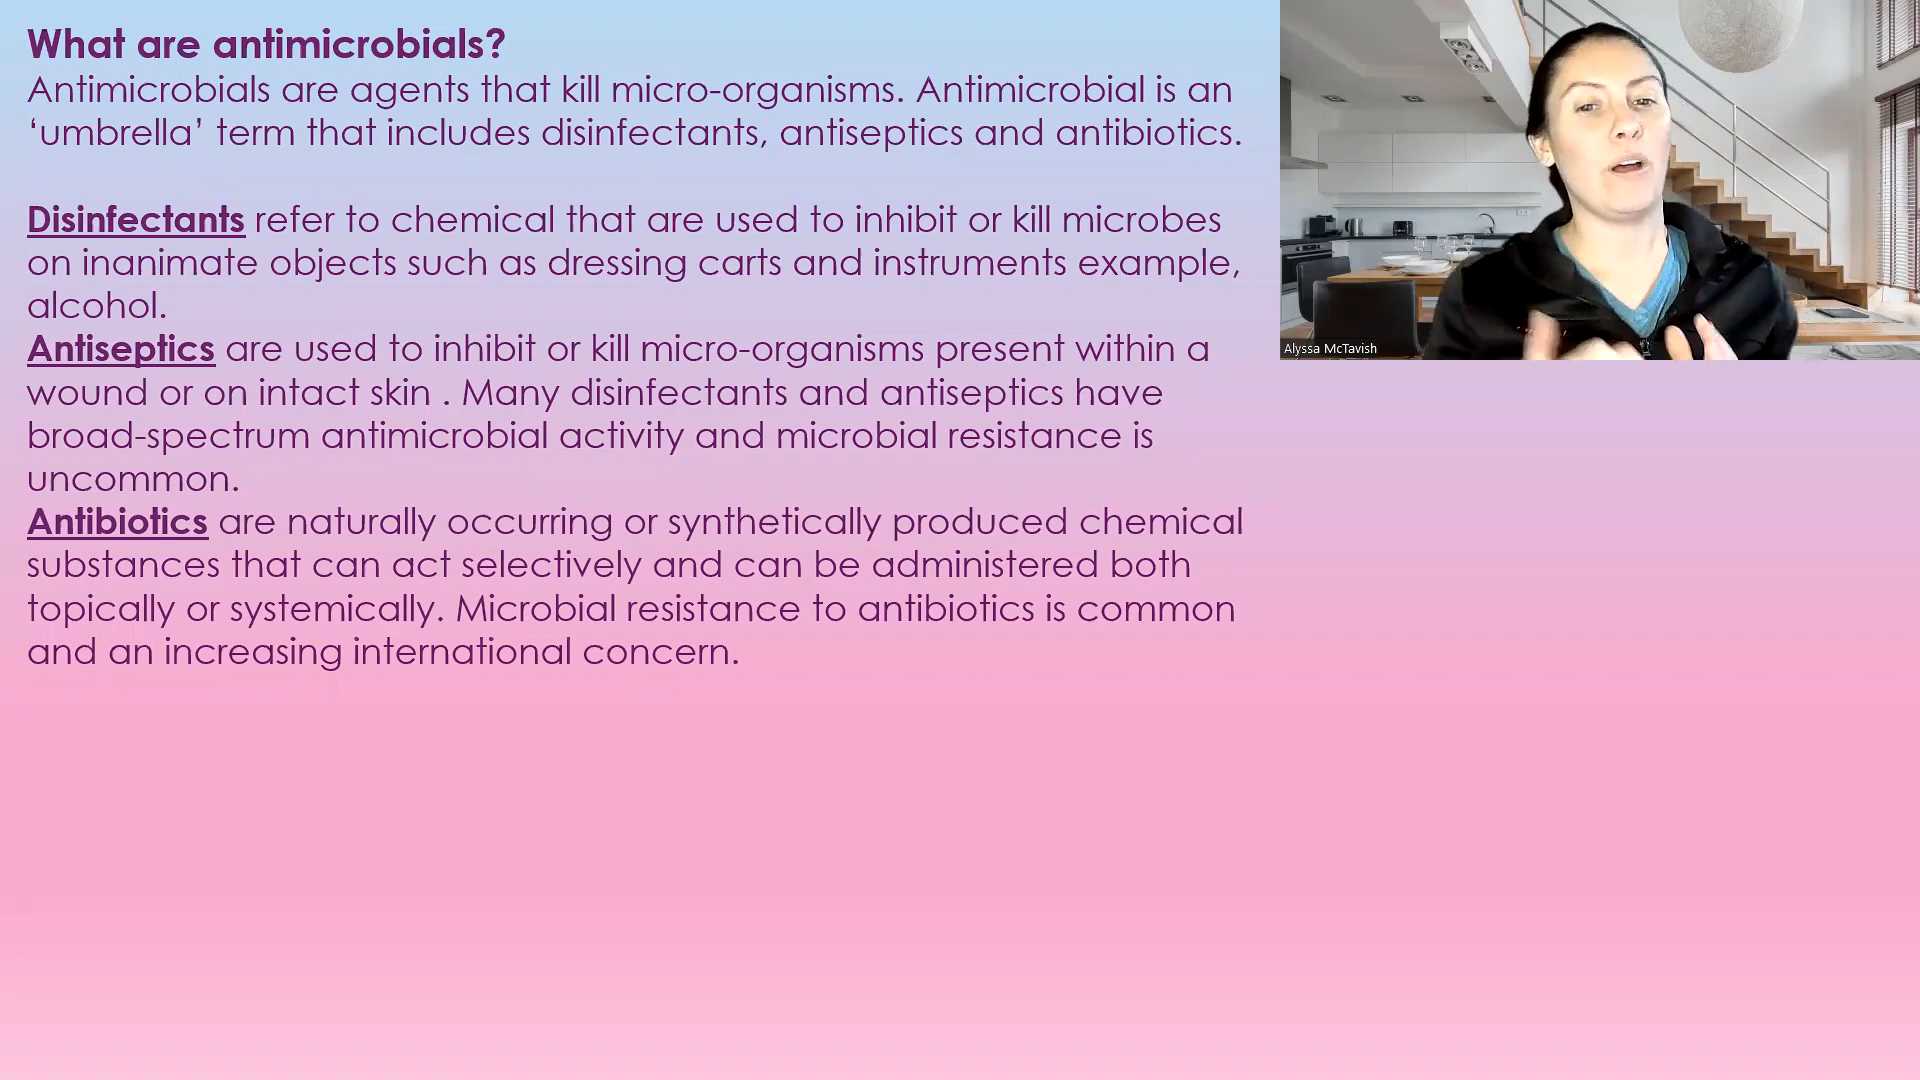 What are antimicrobials?
Antimicrobials are agents that kill micro-organisms. Antimicrobial is an
‘umbrella’ term that includes disinfectants, antiseptics and antibiotics.
Disinfectants refer to chemical that are used to inhibit or kill microbes
on inanimate objects such as dressing carts and instruments example,
alcohol.
Antiseptics are used to inhibit or kill micro-organisms present within a
wound or on intact skin . Many disinfectants and antiseptics have
broad-spectrum antimicrobial activity and microbial resistance is
uncommon.
Antibiotics are naturally occurring or synthetically produced chemical
substances that can act selectively and can be administered both
topically or systemically. Microbial resistance to antibiotics is common
and an increasing international concern.
Alyssa McTavish